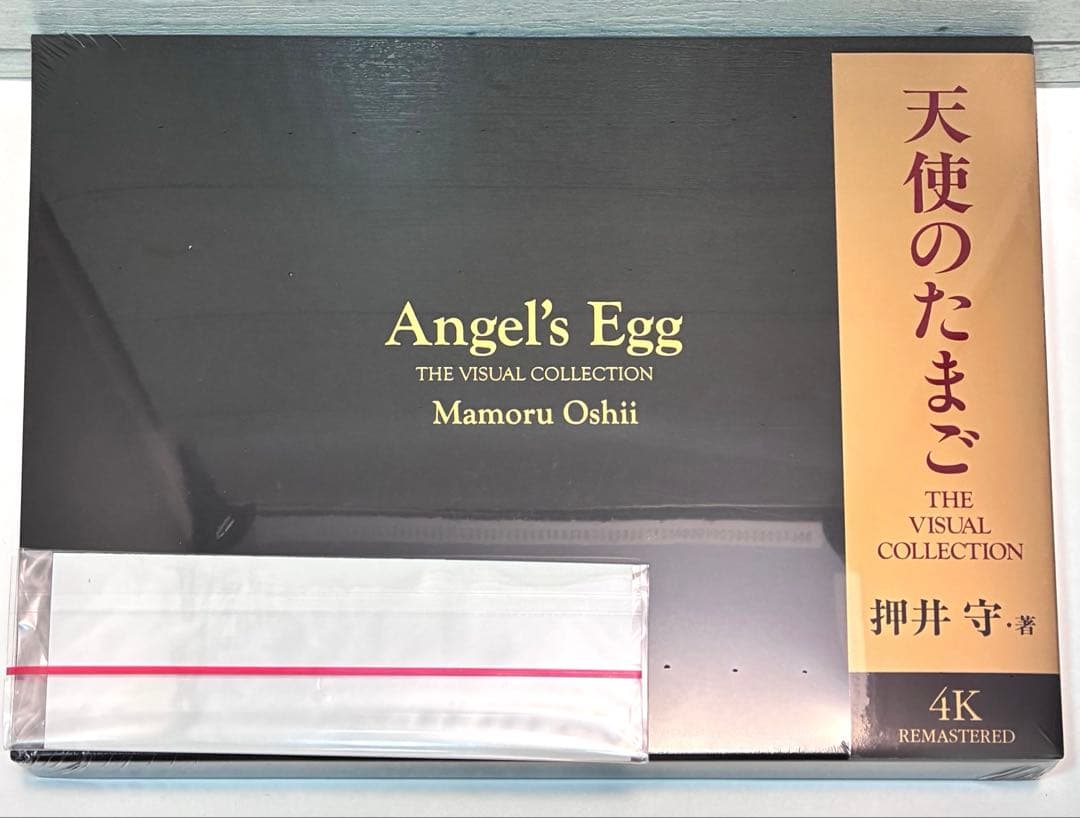 Angel's Egg
THE VISUAL COLLECTION
Mamoru Oshii
天使のたまご
THE
VISUAL
COLLECTION
押井 守・著
4K
REMASTERED